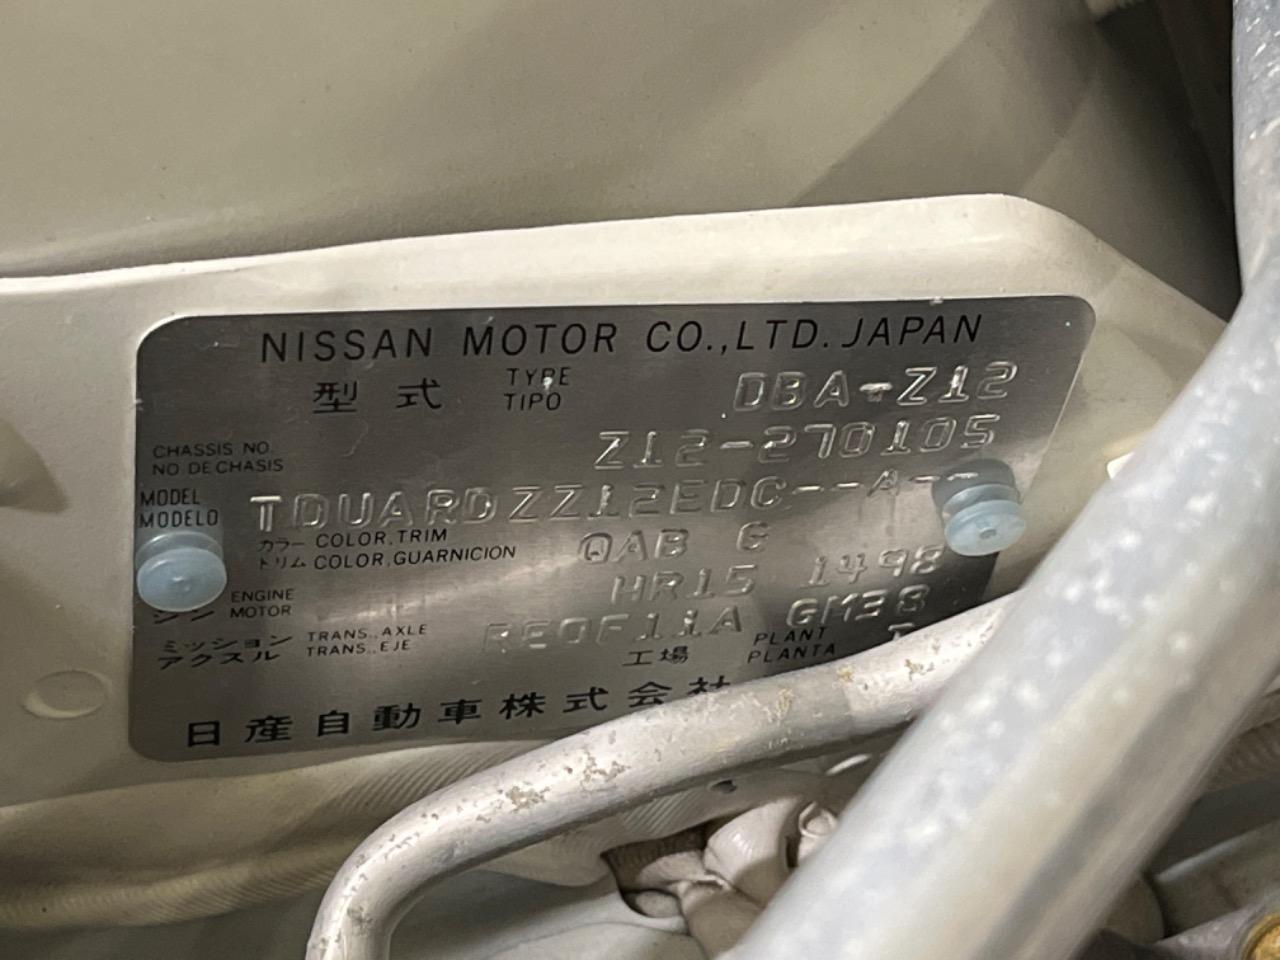 NISSAN MOTOR CO.,LTD. JAPAN
型式 TYPE TIPO DBA-Z12
CHASSIS NO. NO DE CHASIS Z12-270105
MODEL MODELO TDUARDZZ12EDC--A--
カラー トリム COLOR,TRIM COLOR,GUARNICION QAB G
ジン ENGINE MOTOR HR15 1498
ミッション アクスル TRANS.,AXLE TRANS.,EJE RE0F11A GM38
工場 PLANT PLANTA
日産自動車株式会社